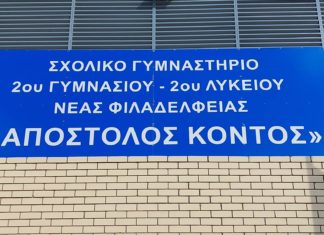 ΣΧΟΛΙΚΟ ΓΥΜΝΑΣΤΗΡΙΟ
2ου ΓΥΜΝΑΣΙΟΥ - 2ου ΛΥΚΕΙΟΥ
ΝΕΑΣ ΦΙΛΑΔΕΛΦΕΙΑΣ
ΑΠΟΣΤΟΛΟΣ ΚΟΝΤΟΣ»